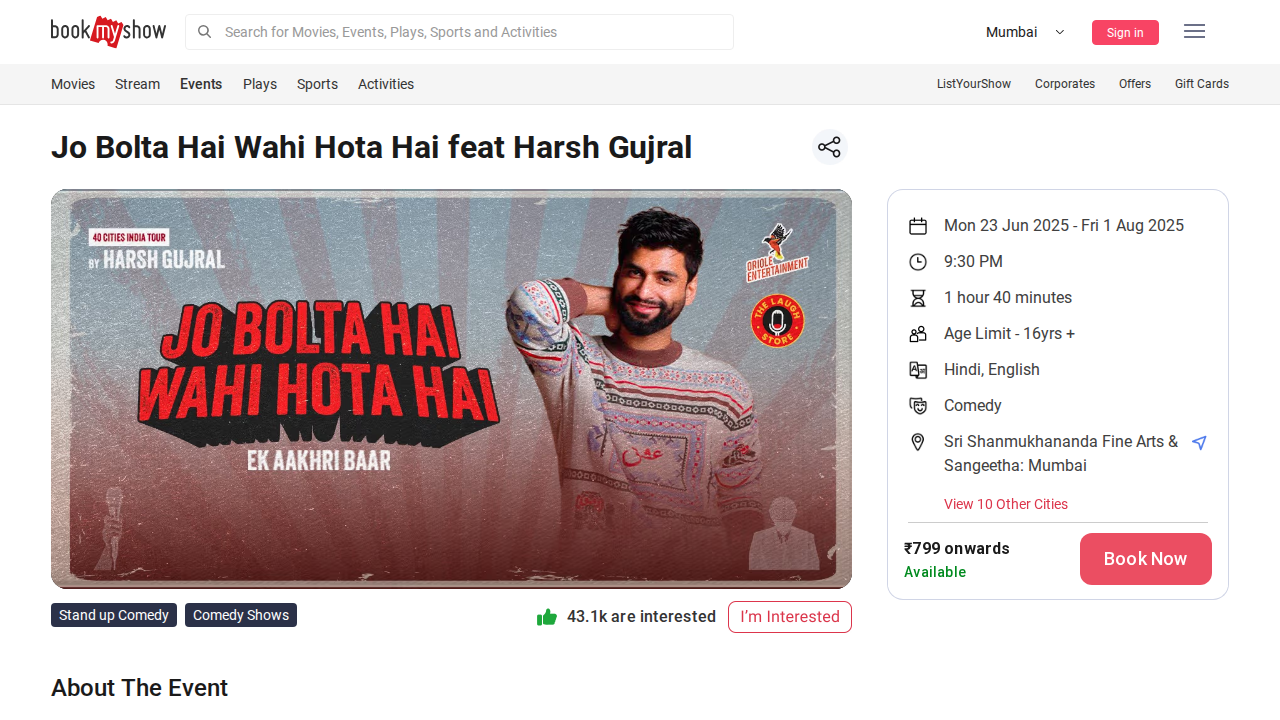 bookmyshow
Search for Movies, Events, Plays, Sports and Activities
Mumbai
Sign in
Movies Stream Events Plays Sports Activities
ListYourShow Corporates Offers Gift Cards
Jo Bolta Hai Wahi Hota Hai feat Harsh Gujral
40 CITIES INDIA TOUR
BY HARSH GUJRAL
JO BOLTA HAI
WAHI HOTA HAI
EK AAKHRI BAAR
ORIOLE
ENTERTAINMENT
THE LAUGH
STORE
Mon 23 Jun 2025 - Fri 1 Aug 2025
9:30 PM
1 hour 40 minutes
Age Limit - 16yrs +
Hindi, English
Comedy
Sri Shanmukhananda Fine Arts &
Sangeetha: Mumbai
View 10 Other Cities
₹799 onwards
Available
Book Now
Stand up Comedy
Comedy Shows
43.1k are interested
I'm Interested
About The Event